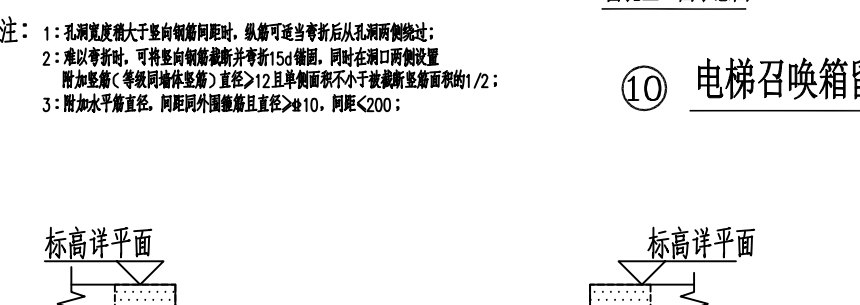 注：1：孔洞宽度稍大于竖向钢筋间距时，纵筋可适当弯折后从孔洞两侧绕过；
2：难以弯折时，可将竖向钢筋截断并弯折15d锚固，同时在洞口两侧设置
附加竖筋（等级同墙体竖筋）直径>12且单侧面积不小于被截断竖筋面积的1/2；
3：附加水平筋直径，间距同外围箍筋且直径>⌀10，间距<200；
10 电梯召唤箱
标高详平面
标高详平面